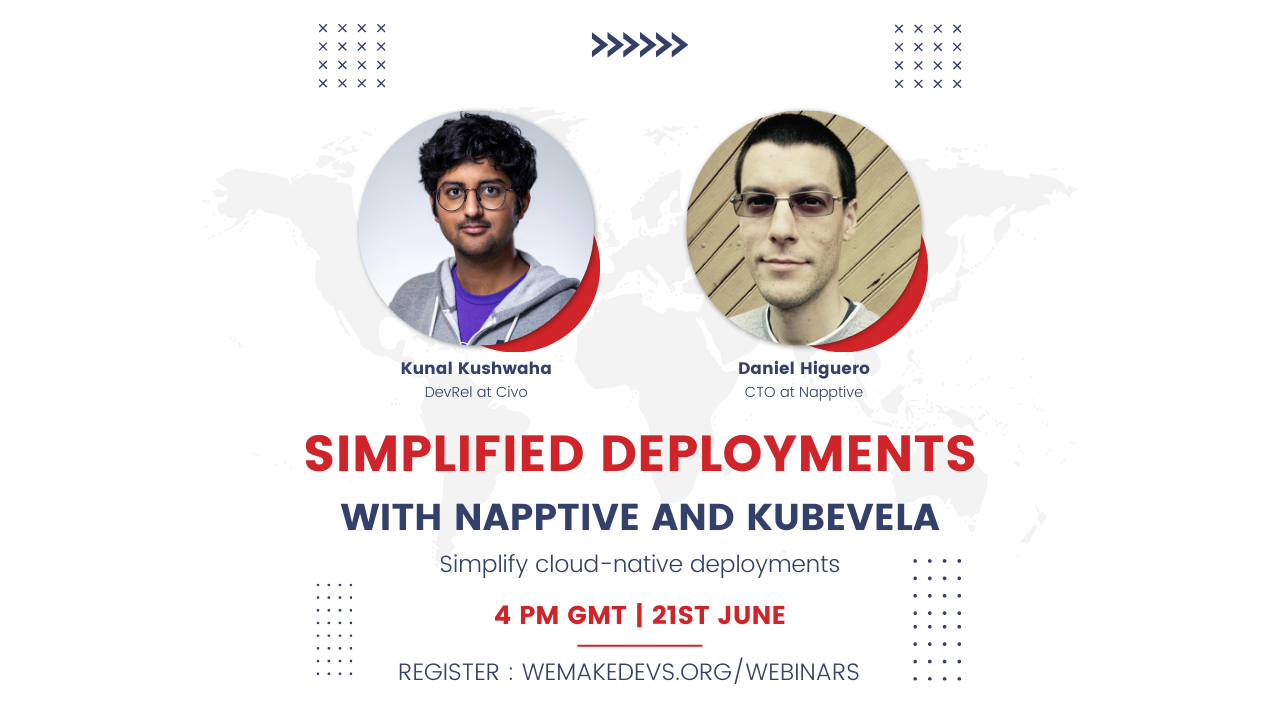 Kunal Kushwaha
DevRel at Civo
Daniel Higuero
CTO at Napptive
SIMPLIFIED DEPLOYMENTS
WITH NAPPTIVE AND KUBEVELA
Simplify cloud-native deployments
4 PM GMT | 21ST JUNE
REGISTER : WEMAKEDEVS.ORG/WEBINARS